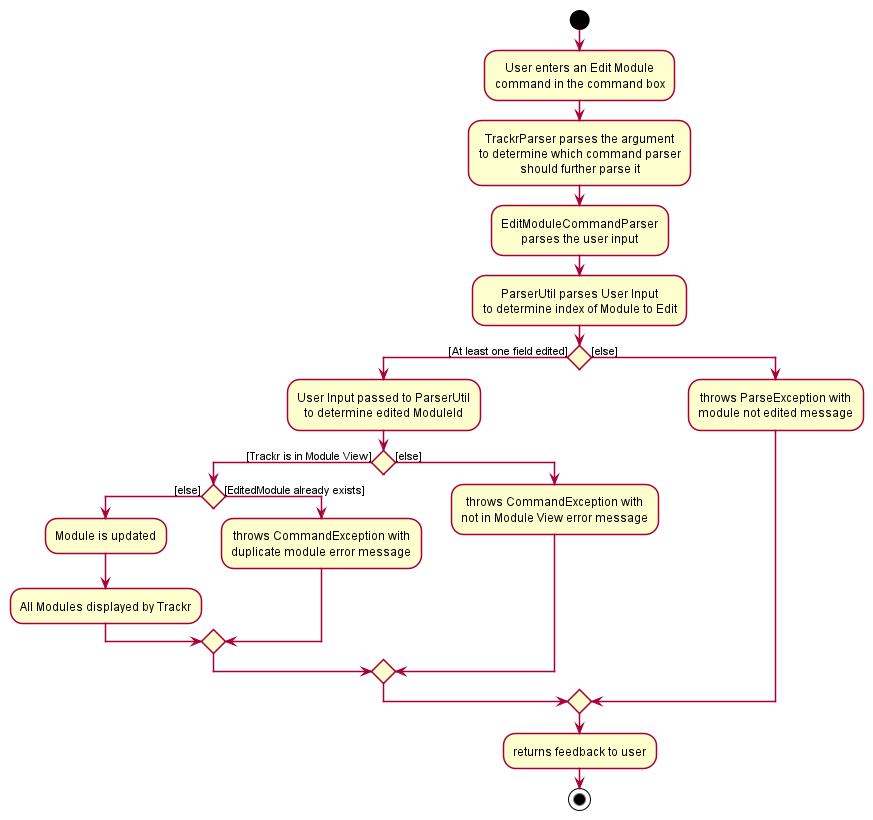 User enters an Edit Module
command in the command box
TrackrParser parses the argument
to determine which command parser
should further parse it
EditModuleCommandParser
parses the user input
ParserUtil parses User Input
to determine index of Module to Edit
[At least one field edited]
[else]
User Input passed to ParserUtil
to determine edited ModuleId
throws ParseException with
module not edited message
[Trackr is in Module View]
[else]
[else]
[EditedModule already exists]
Module is updated
All Modules displayed by Trackr
throws CommandException with
duplicate module error message
throws CommandException with
not in Module View error message
returns feedback to user